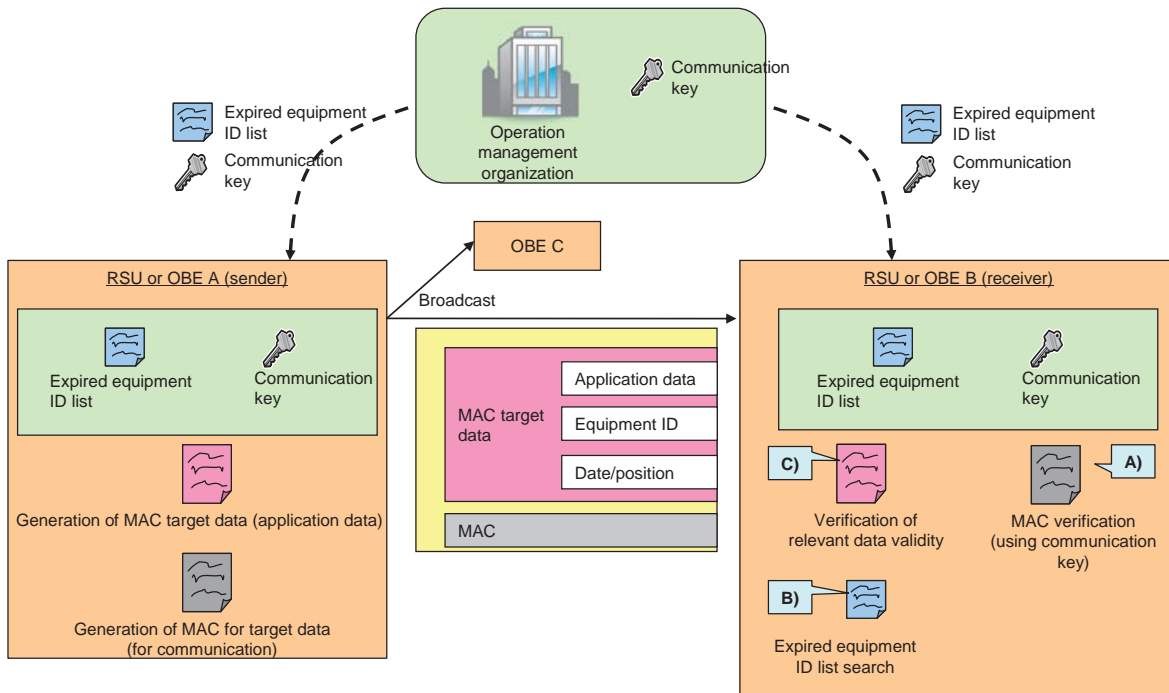 Communication
key
Operation
management
organization
Expired equipment
ID list
Communication
key
Expired equipment
ID list
Communication
key
OBE C
Broadcast
RSU or OBE A (sender)
Expired equipment
ID list
Communication
key
Generation of MAC target data (application data)
Generation of MAC for target data
(for communication)
MAC target
data
Application data
Equipment ID
Date/position
MAC
RSU or OBE B (receiver)
Expired equipment
ID list
Communication
key
C)
Verification of
relevant data validity
A)
MAC verification
(using communication
key)
B)
Expired equipment
ID list search